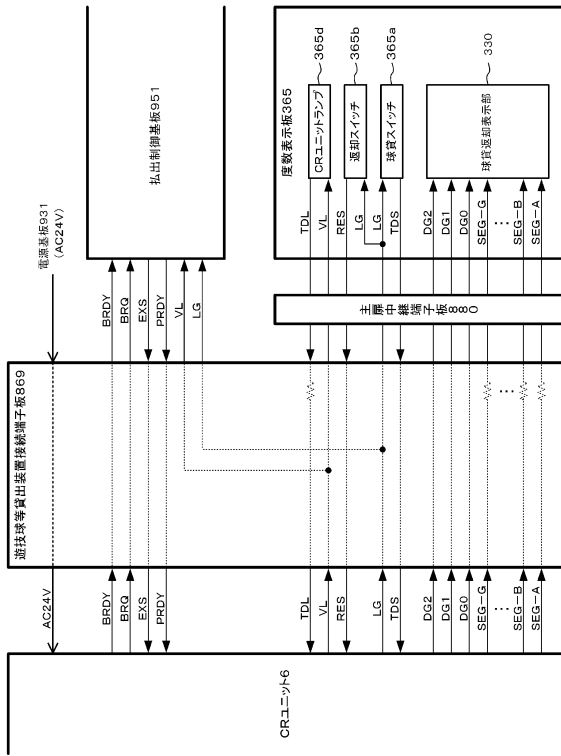 CRユニット6
AC24V
BRDY
BRQ
EXS
PRDY
TDL
VL
RES
LG
TDS
DG2
DG1
DG0
SEG-G
⋯
SEG-B
SEG-A
遊技球等貸出装置接続端子板869
⋯
電源基板931
(AC24V)
BRDY
BRQ
EXS
PRDY
VL
LG
払出制御基板951
主扉中継端子板880
TDL
VL
RES
LG
LG
TDS
DG2
DG1
DG0
SEG-G
⋯
SEG-B
SEG-A
度数表示板365
CRユニットランプ
365d
返却スイッチ
365b
球貸スイッチ
365a
球貸返却表示部
330